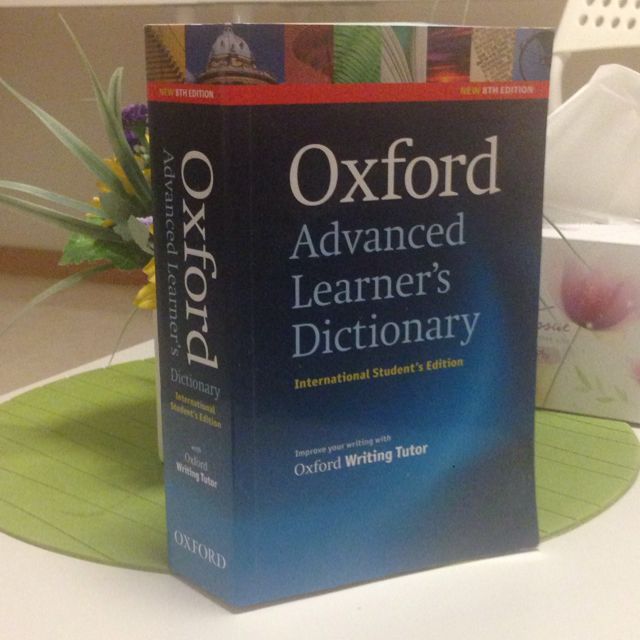 NEW 8TH EDITION
Oxford
Advanced Learner's
Dictionary
International
Student's Edition
with
Oxford
Writing Tutor
OXFORD
NEW 8TH EDITION
Oxford
Advanced
Learner's
Dictionary
International Student's Edition
Improve your writing with
Oxford Writing Tutor